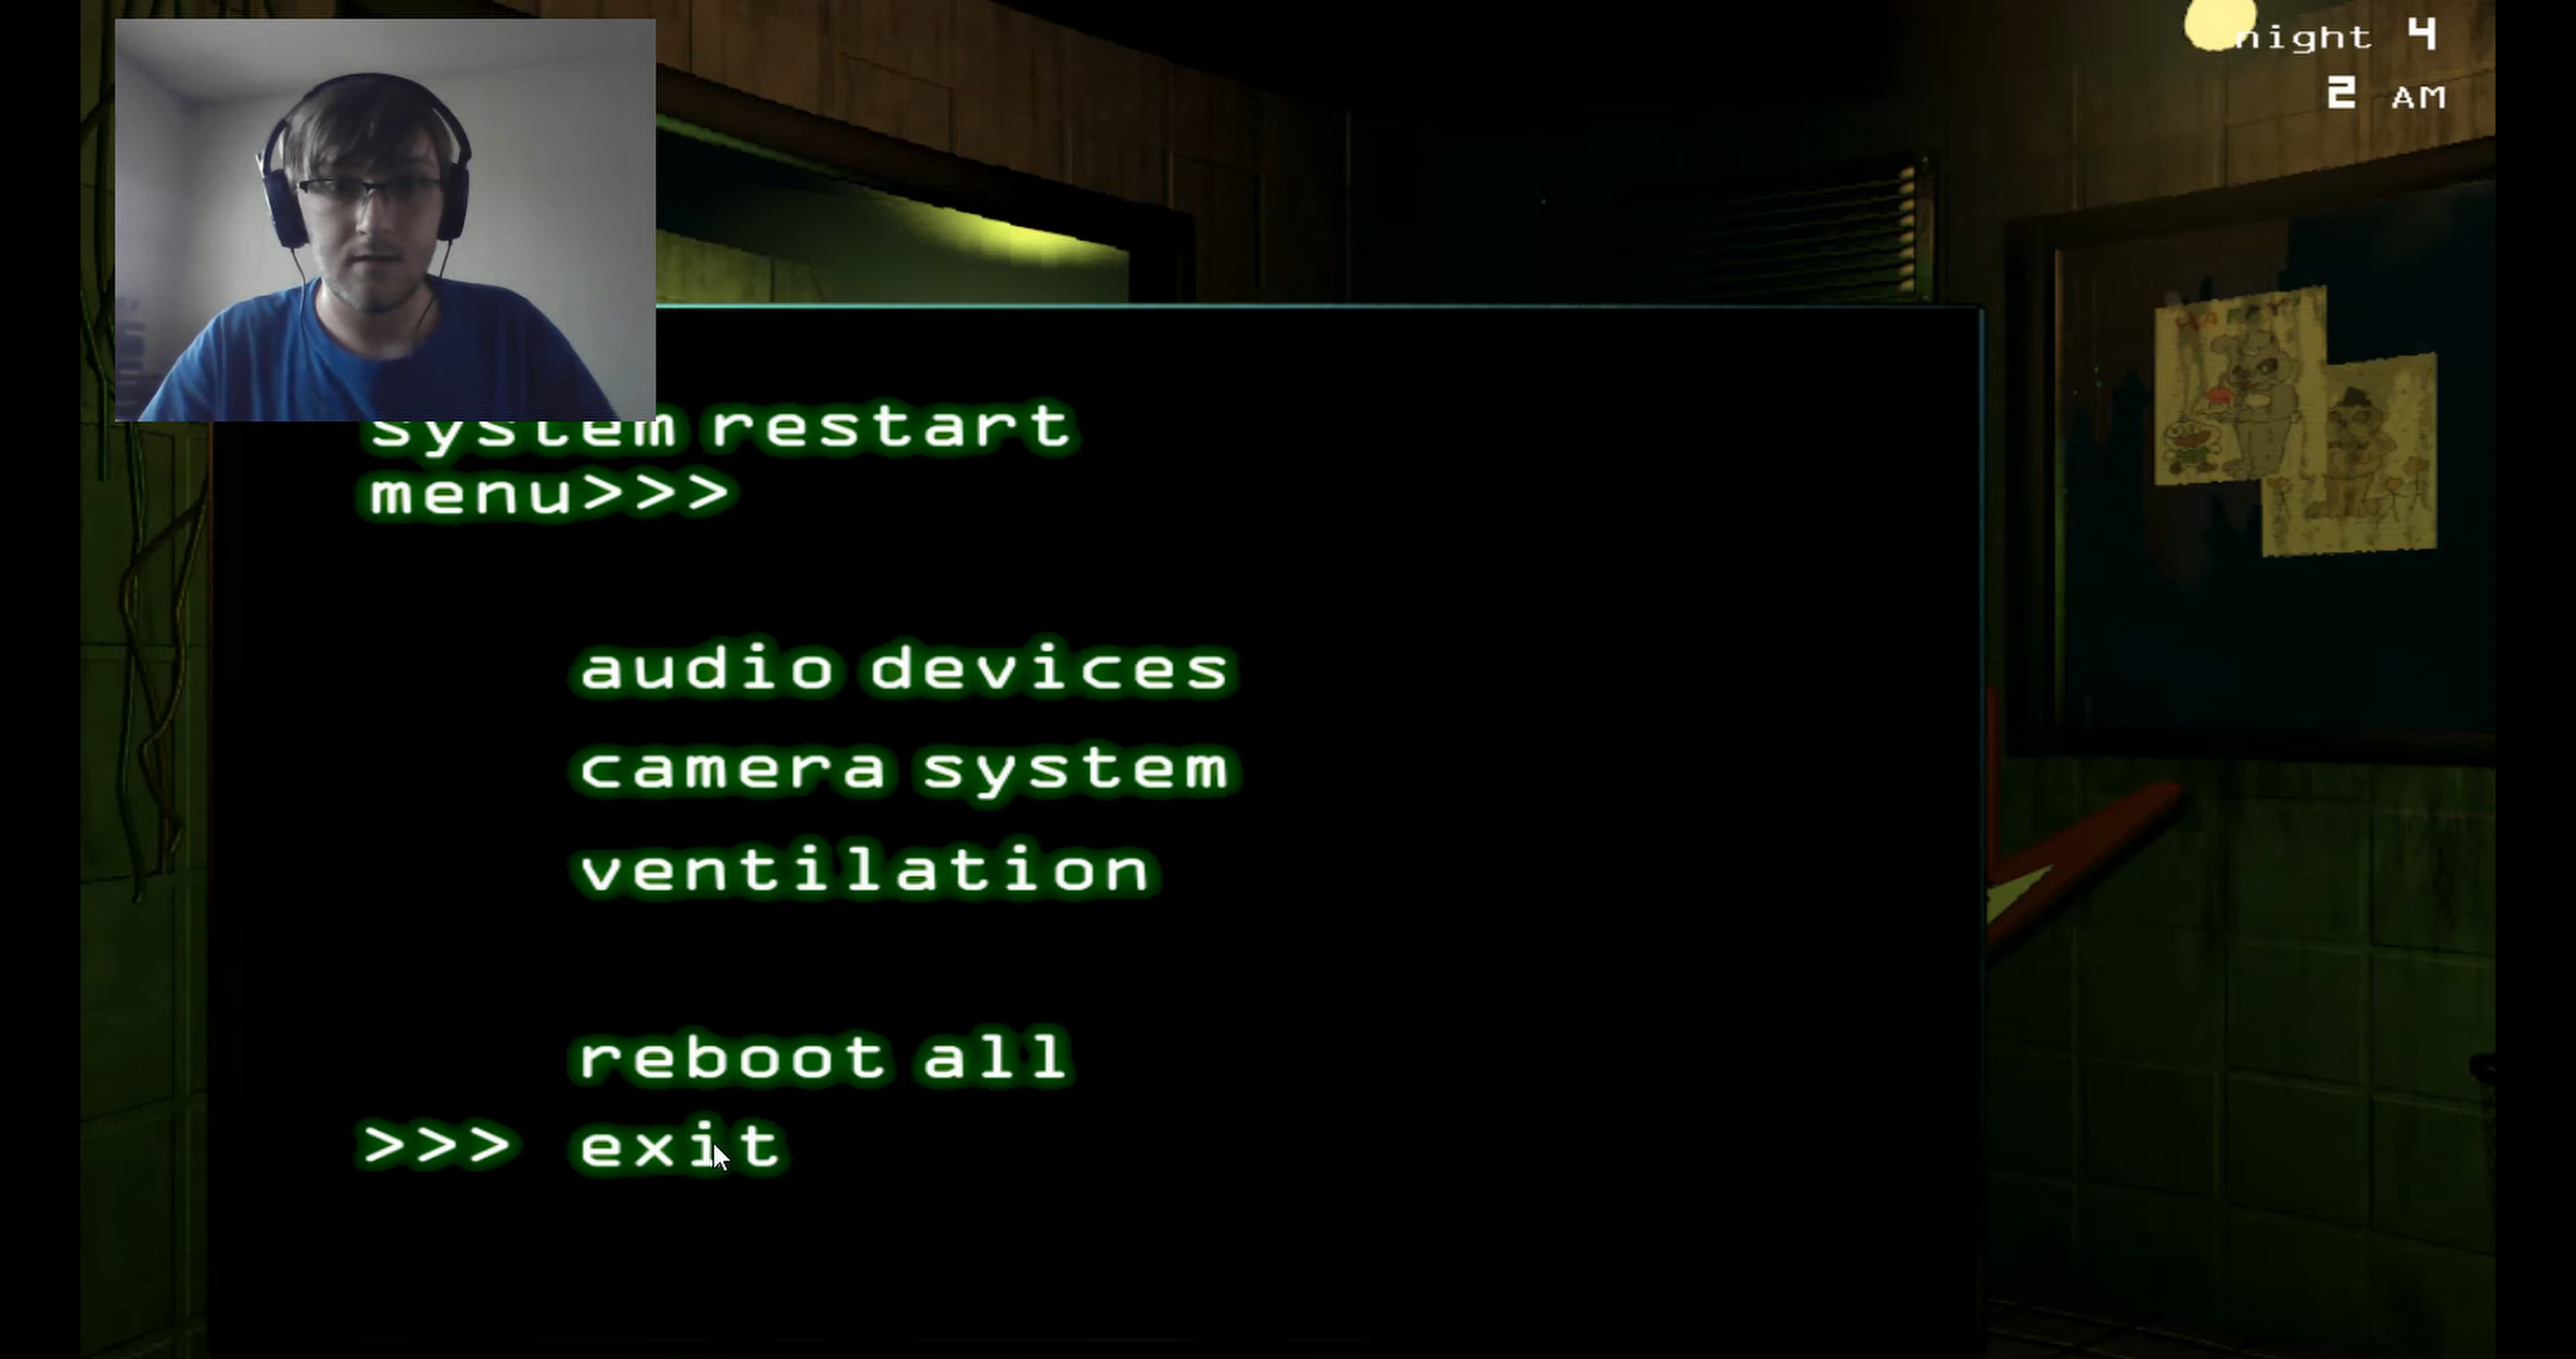 night 4
2 AM
system restart
menu>>>
audio devices
camera system
ventilation
reboot all
>>> exit